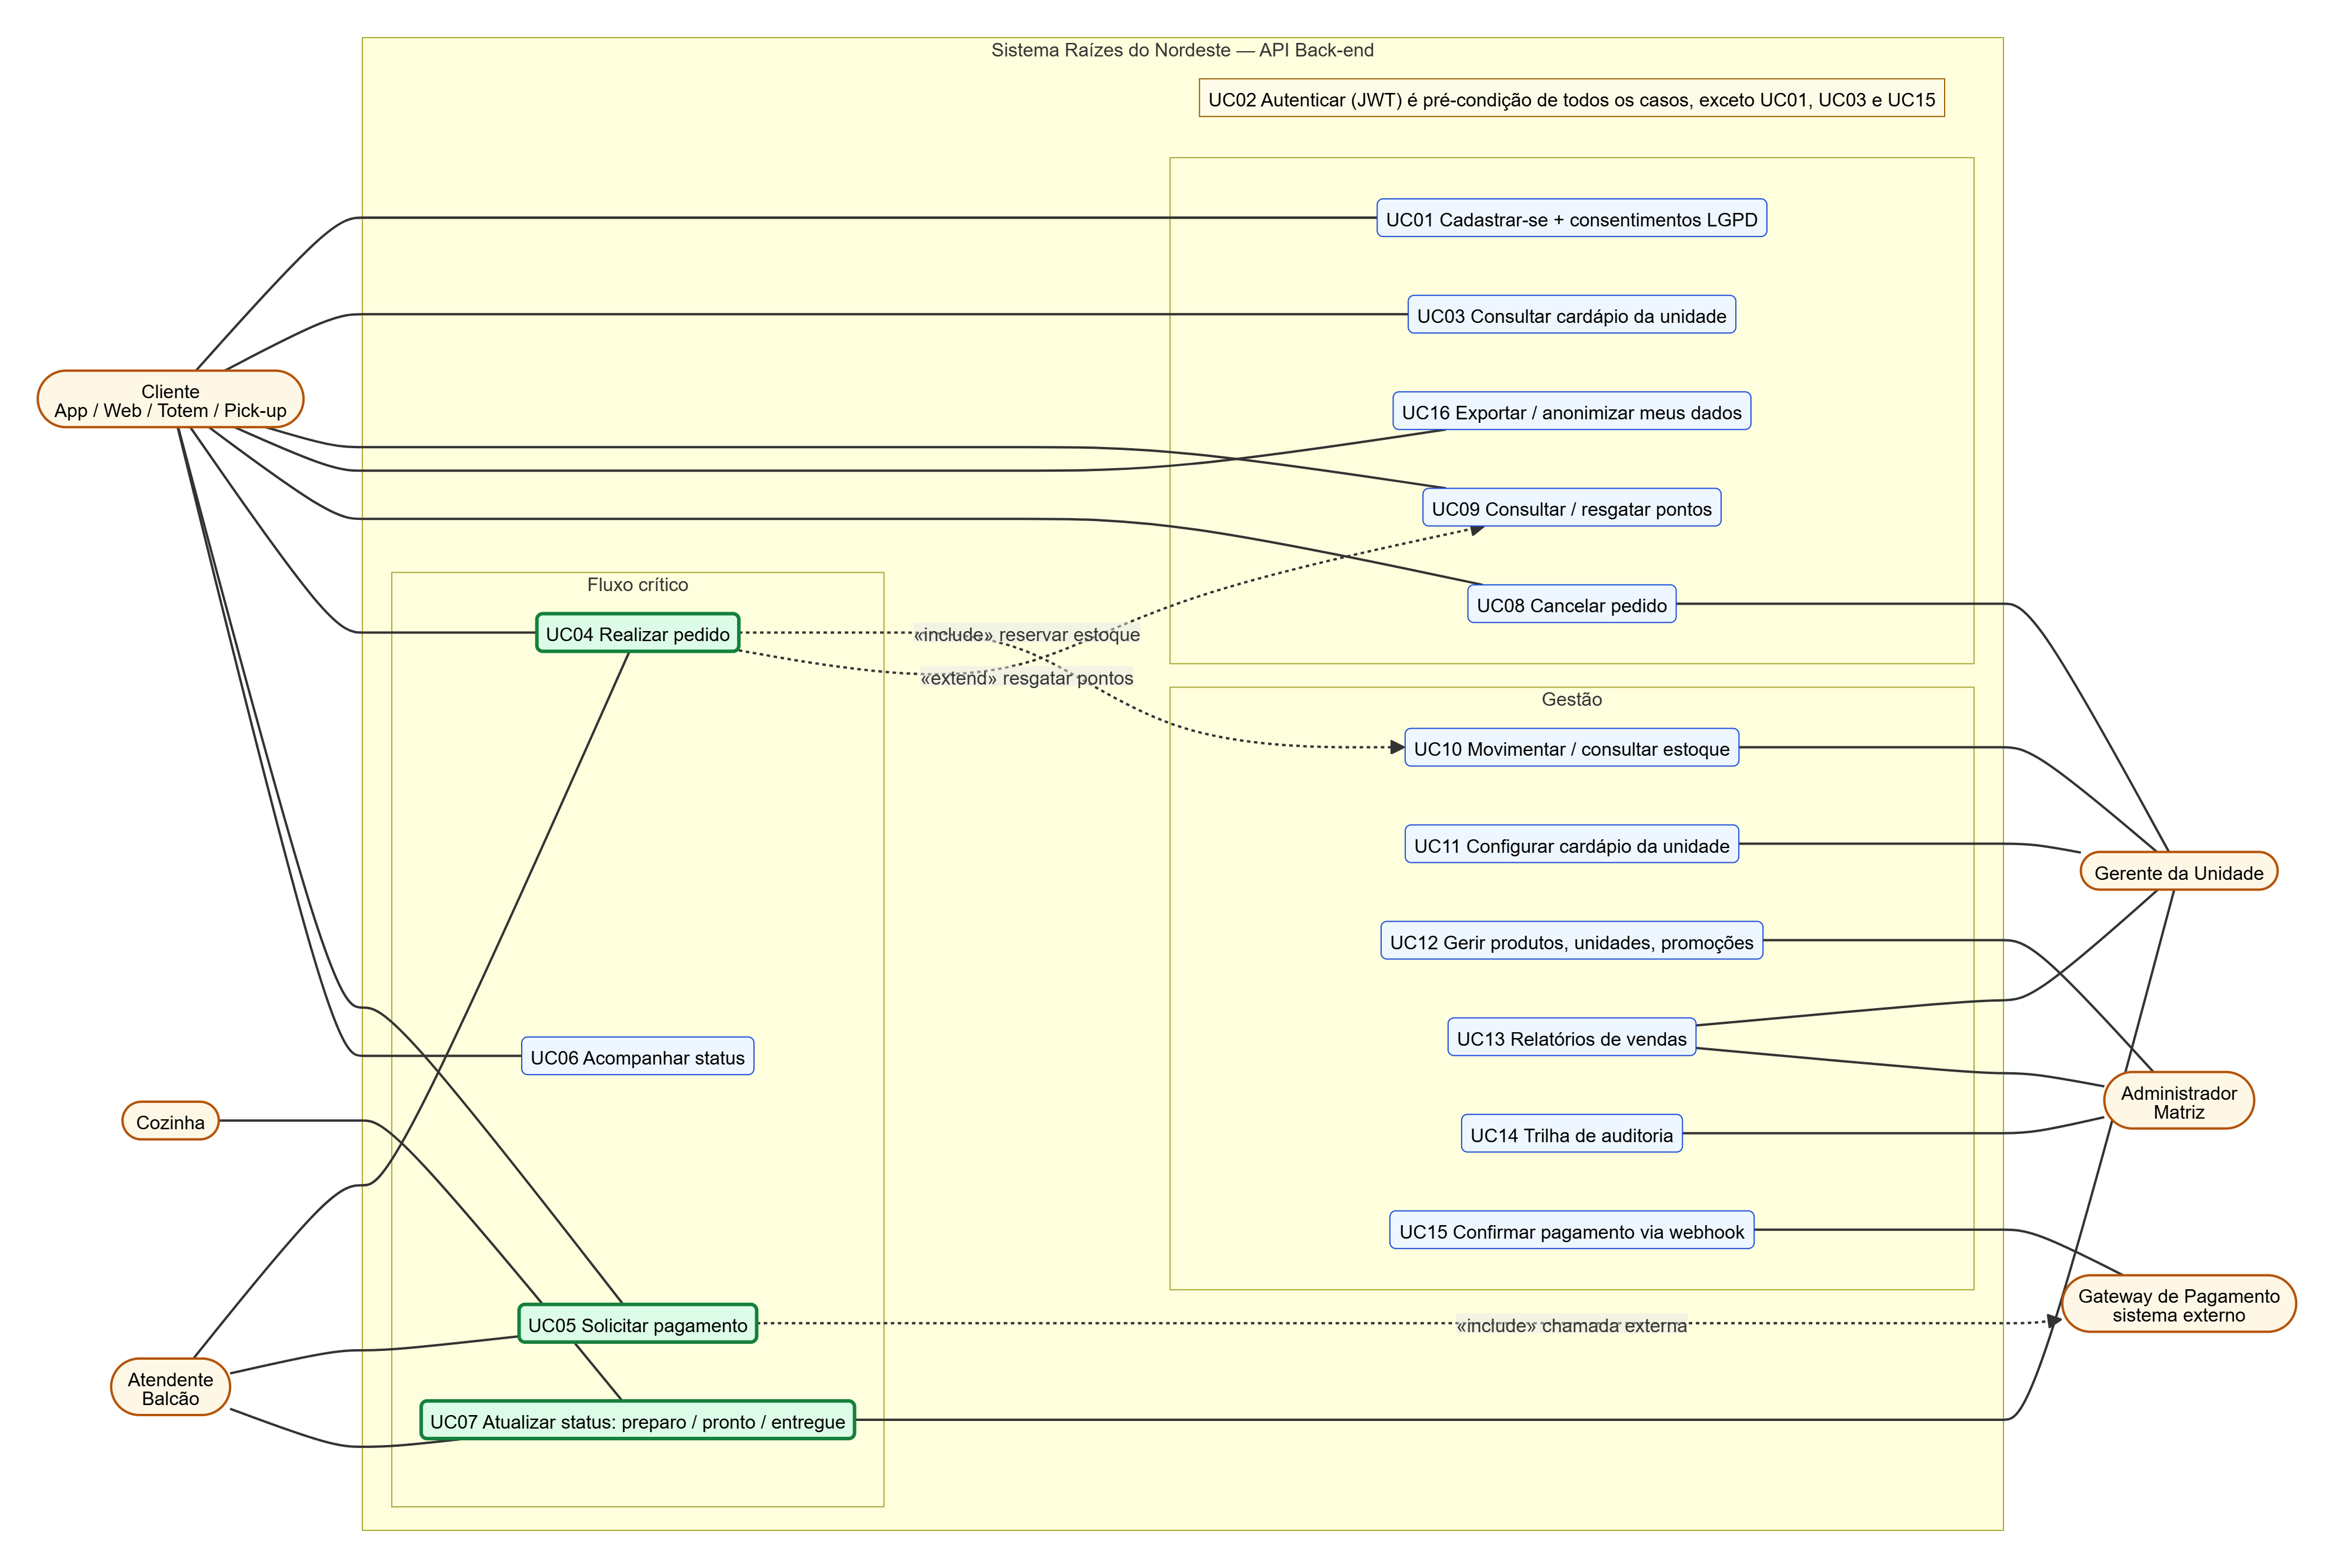 Sistema Raízes do Nordeste — API Back-end
UC02 Autenticar (JWT) é pré-condição de todos os casos, exceto UC01, UC03 e UC15
UC01 Cadastrar-se + consentimentos LGPD
UC03 Consultar cardápio da unidade
Cliente
App / Web / Totem / Pick-up
UC16 Exportar / anonimizar meus dados
UC09 Consultar / resgatar pontos
Fluxo crítico
UC08 Cancelar pedido
UC04 Realizar pedido
«include» reservar estoque
«extend» resgatar pontos
Gestão
UC10 Movimentar / consultar estoque
UC11 Configurar cardápio da unidade
Gerente da Unidade
UC12 Gerir produtos, unidades, promoções
UC13 Relatórios de vendas
UC06 Acompanhar status
Administrador
Matriz
Cozinha
UC14 Trilha de auditoria
UC15 Confirmar pagamento via webhook
Gateway de Pagamento
sistema externo
UC05 Solicitar pagamento
«include» chamada externa
Atendente
Balcão
UC07 Atualizar status: preparo / pronto / entregue